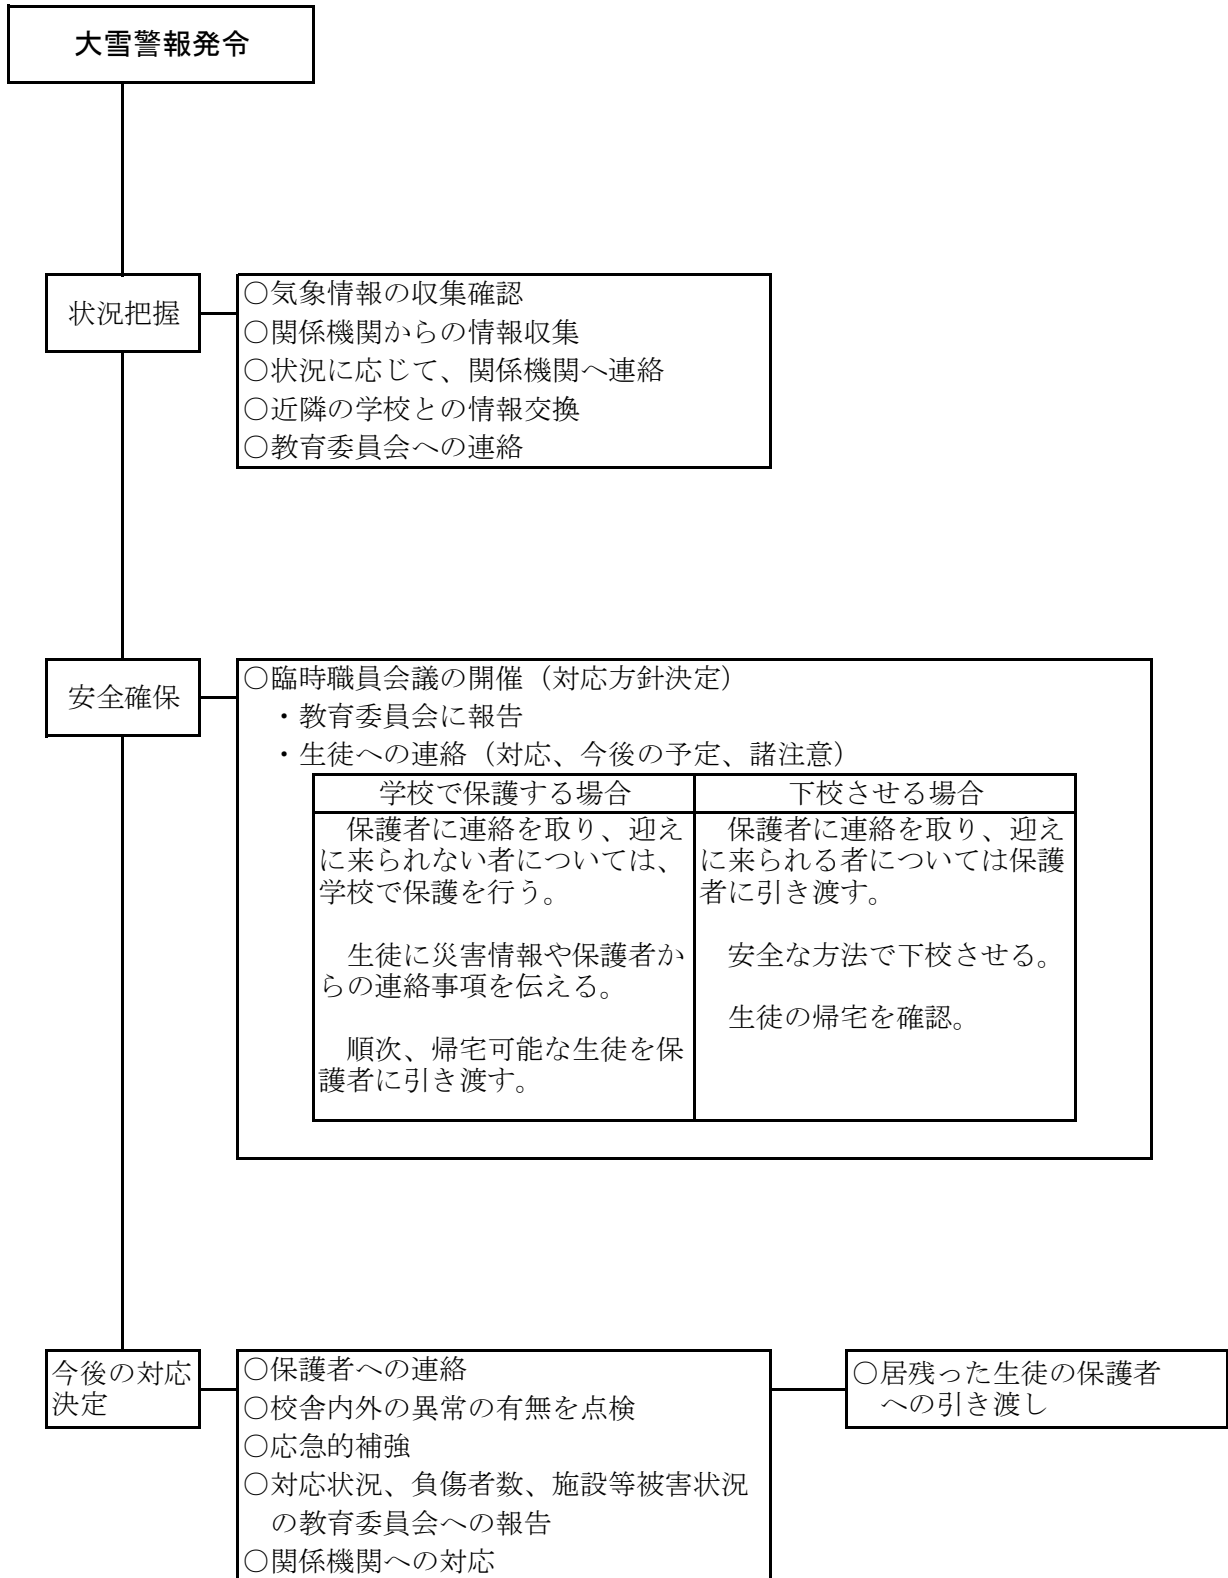 大雪警報発令
状況把握
○気象情報の収集確認
○関係機関からの情報収集
○状況に応じて、関係機関へ連絡
○近隣の学校との情報交換
○教育委員会への連絡
安全確保
○臨時職員会議の開催（対応方針決定）
・教育委員会に報告
・生徒への連絡（対応、今後の予定、諸注意）
学校で保護する場合
保護者に連絡を取り、迎え
に来られない者については、
学校で保護を行う。
生徒に災害情報や保護者か
らの連絡事項を伝える。
順次、帰宅可能な生徒を保
護者に引き渡す。
下校させる場合
保護者に連絡を取り、迎え
に来られる者については保護
者に引き渡す。
安全な方法で下校させる。
生徒の帰宅を確認。
今後の対応
決定
○保護者への連絡
○校舎内外の異常の有無を点検
○応急的補強
○対応状況、負傷者数、施設等被害状況
の教育委員会への報告
○関係機関への対応
○居残った生徒の保護者
への引き渡し